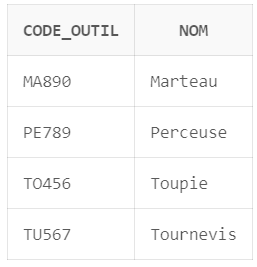 CODE_OUTIL NOM
MA890 Marteau
PE789 Perceuse
TO456 Toupie
TU567 Tournevis